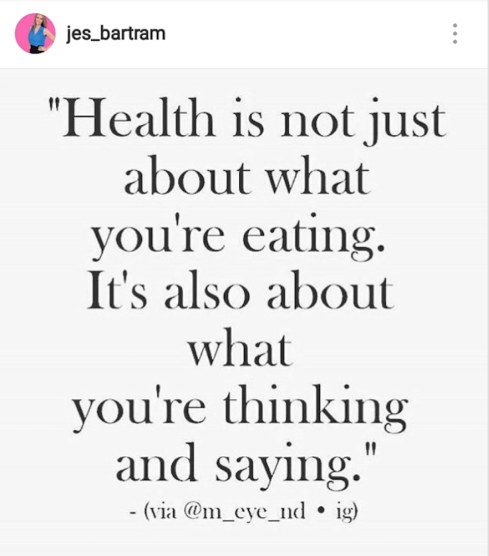 jes_bartram
"Health is not just
about what
you're eating.
It's also about
what
you're thinking
and saying."
- (via @m_eye_nd • ig)